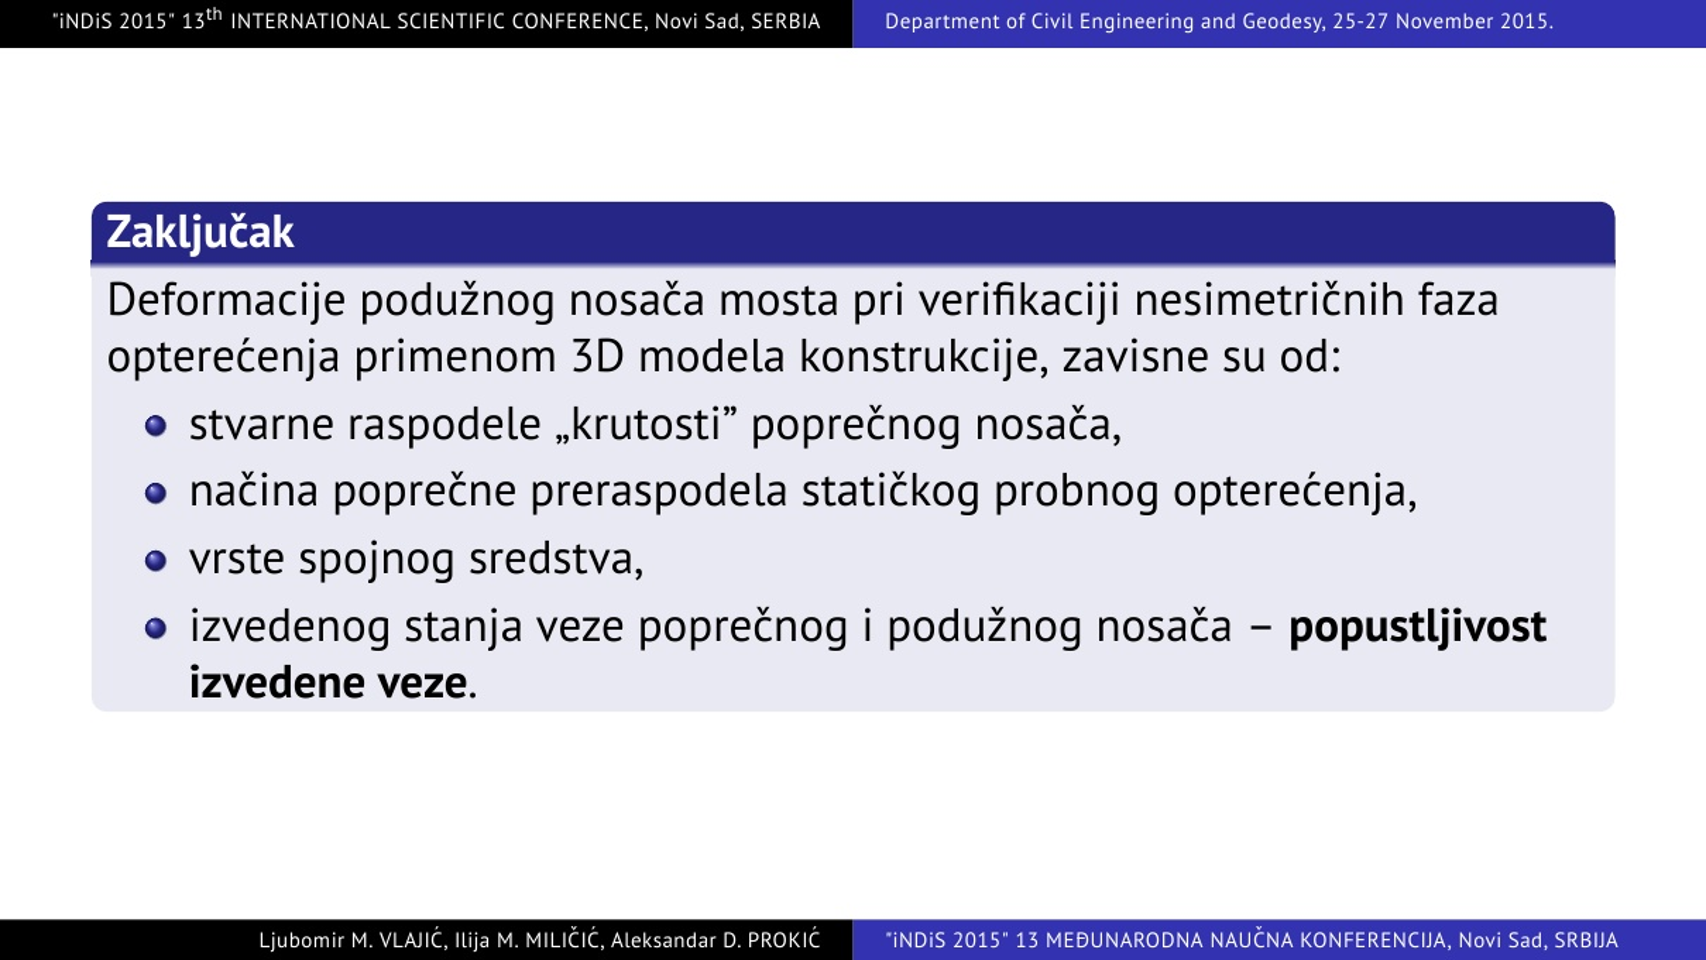 "iNDiS 2015" 13th INTERNATIONAL SCIENTIFIC CONFERENCE, Novi Sad, SERBIA
Department of Civil Engineering and Geodesy, 25-27 November 2015.
Zaključak
Deformacije podužnog nosača mosta pri verifikaciji nesimetričnih faza
opterećenja primenom 3D modela konstrukcije, zavisne su od:
stvarne raspodele „krutosti” poprečnog nosača,
načina poprečne preraspodela statičkog probnog opterećenja,
vrste spojnog sredstva,
izvedenog stanja veze poprečnog i podužnog nosača – popustljivost
izvedene veze.
Ljubomir M. VLAJIĆ, Ilija M. MILIČIĆ, Aleksandar D. PROKIĆ
"iNDiS 2015" 13 MEĐUNARODNA NAUČNA KONFERENCIJA, Novi Sad, SRBIJA